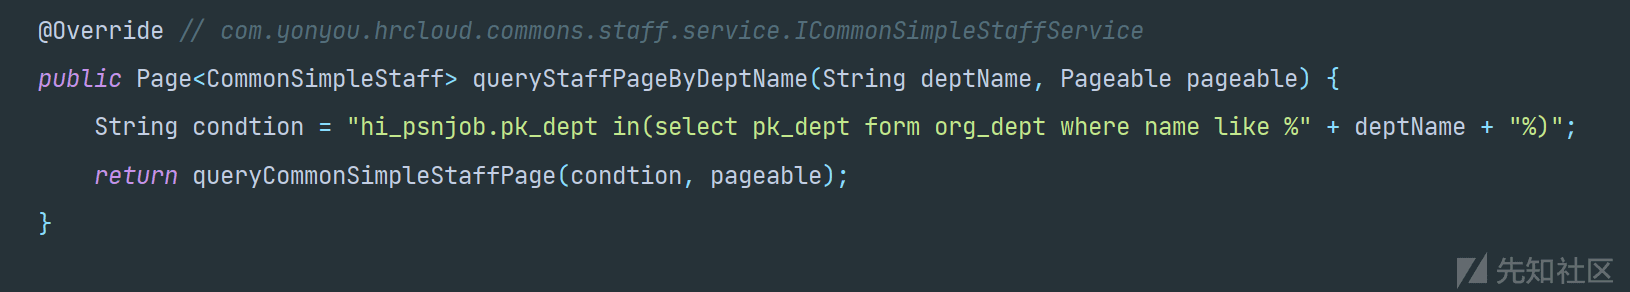 @Override // com.yonyou.hrcloud.commons.staff.service.ICommonSimpleStaffService
public Page<CommonSimpleStaff> queryStaffPageByDeptName(String deptName, Pageable pageable) {
    String condtion = "hi_psnjob.pk_dept in(select pk_dept form org_dept where name like %" + deptName + "%)";
    return queryCommonSimpleStaffPage(condtion, pageable);
}
先知社区